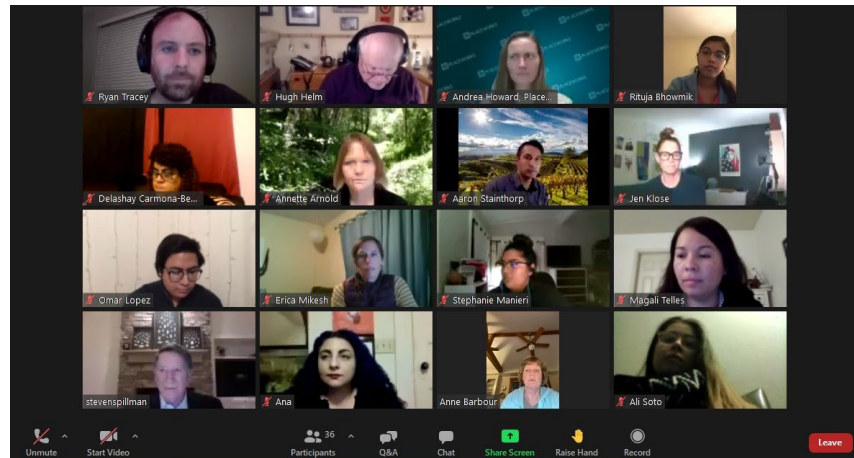 Ryan Tracey
Hugh Helm
Andrea Howard, Place...
Rituja Bhowmik
Delashay Carmona-Be...
Annette Arnold
Aaron Stainthorp
Jen Klose
Omar Lopez
Erica Mikesh
Stephanie Manieri
Magali Telles
stevenspillman
Ana
Anne Barbour
Ali Soto
Unmute
Start Video
36
Participants
Q&A
Chat
Share Screen
Raise Hand
Record
Leave